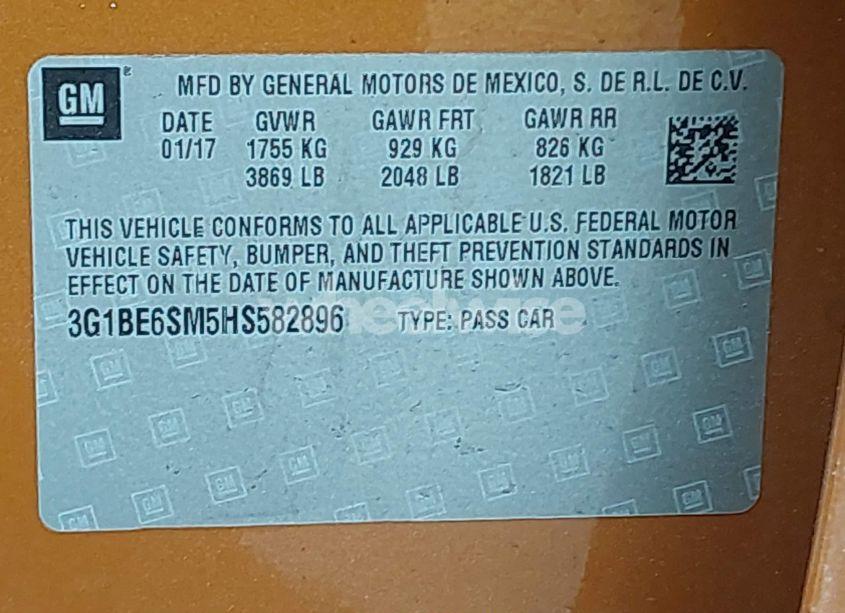 GM ®
MFD BY GENERAL MOTORS DE MEXICO, S. DE R.L. DE C.V.
DATE GVWR GAWR FRT GAWR RR
01/17 1755 KG 929 KG 826 KG
3869 LB 2048 LB 1821 LB
THIS VEHICLE CONFORMS TO ALL APPLICABLE U.S. FEDERAL MOTOR
VEHICLE SAFETY, BUMPER, AND THEFT PREVENTION STANDARDS IN
EFFECT ON THE DATE OF MANUFACTURE SHOWN ABOVE.
3G1BE6SM5HS582896 TYPE: PASS CAR